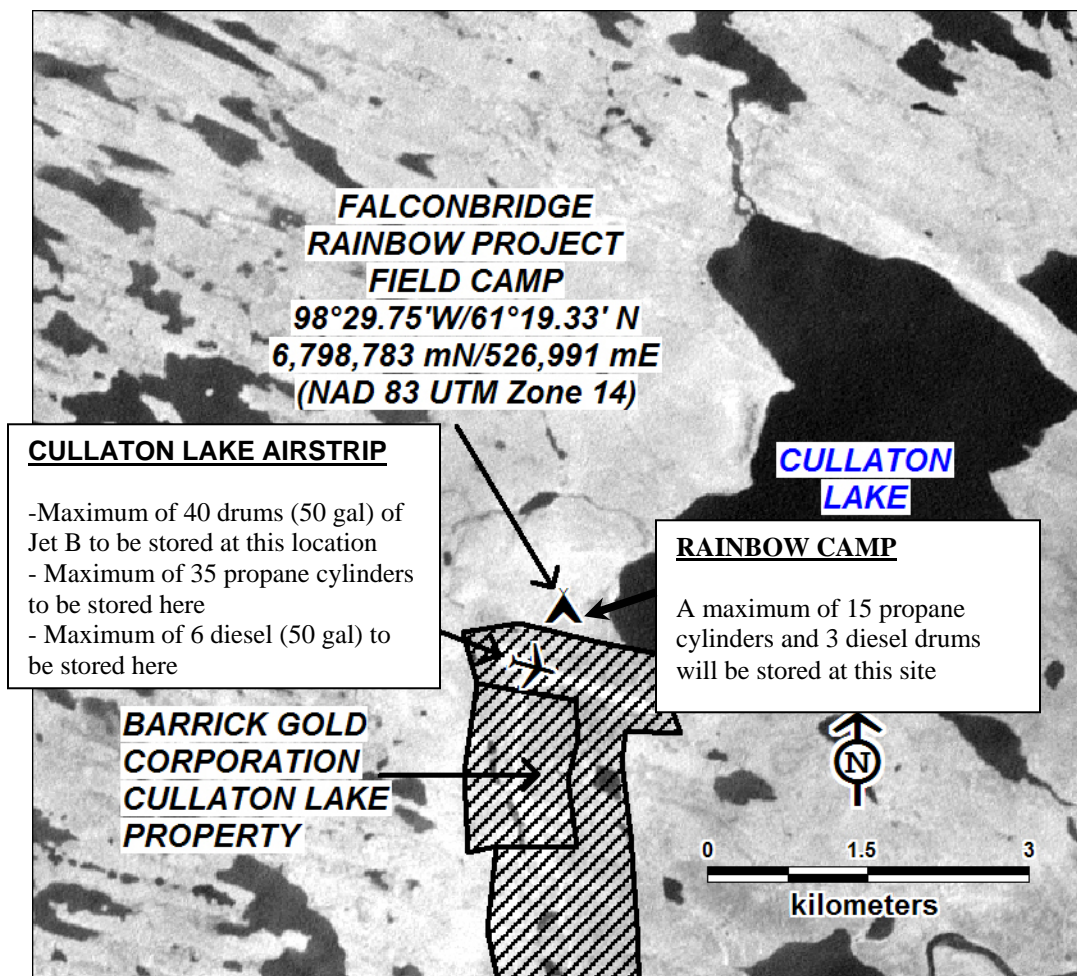 FALCONBRIDGE
RAINBOW PROJECT
FIELD CAMP
98°29.75'W/61°19.33' N
6,798,783 mN/526,991 mE
(NAD 83 UTM Zone 14)
CULLATON LAKE AIRSTRIP
-Maximum of 40 drums (50 gal) of
Jet B to be stored at this location
- Maximum of 35 propane cylinders
to be stored here
- Maximum of 6 diesel (50 gal) to
be stored here
CULLATON
LAKE
RAINBOW CAMP
A maximum of 15 propane
cylinders and 3 diesel drums
will be stored at this site
BARRICK GOLD
CORPORATION
CULLATON LAKE
PROPERTY
N
0 1.5 3
kilometers